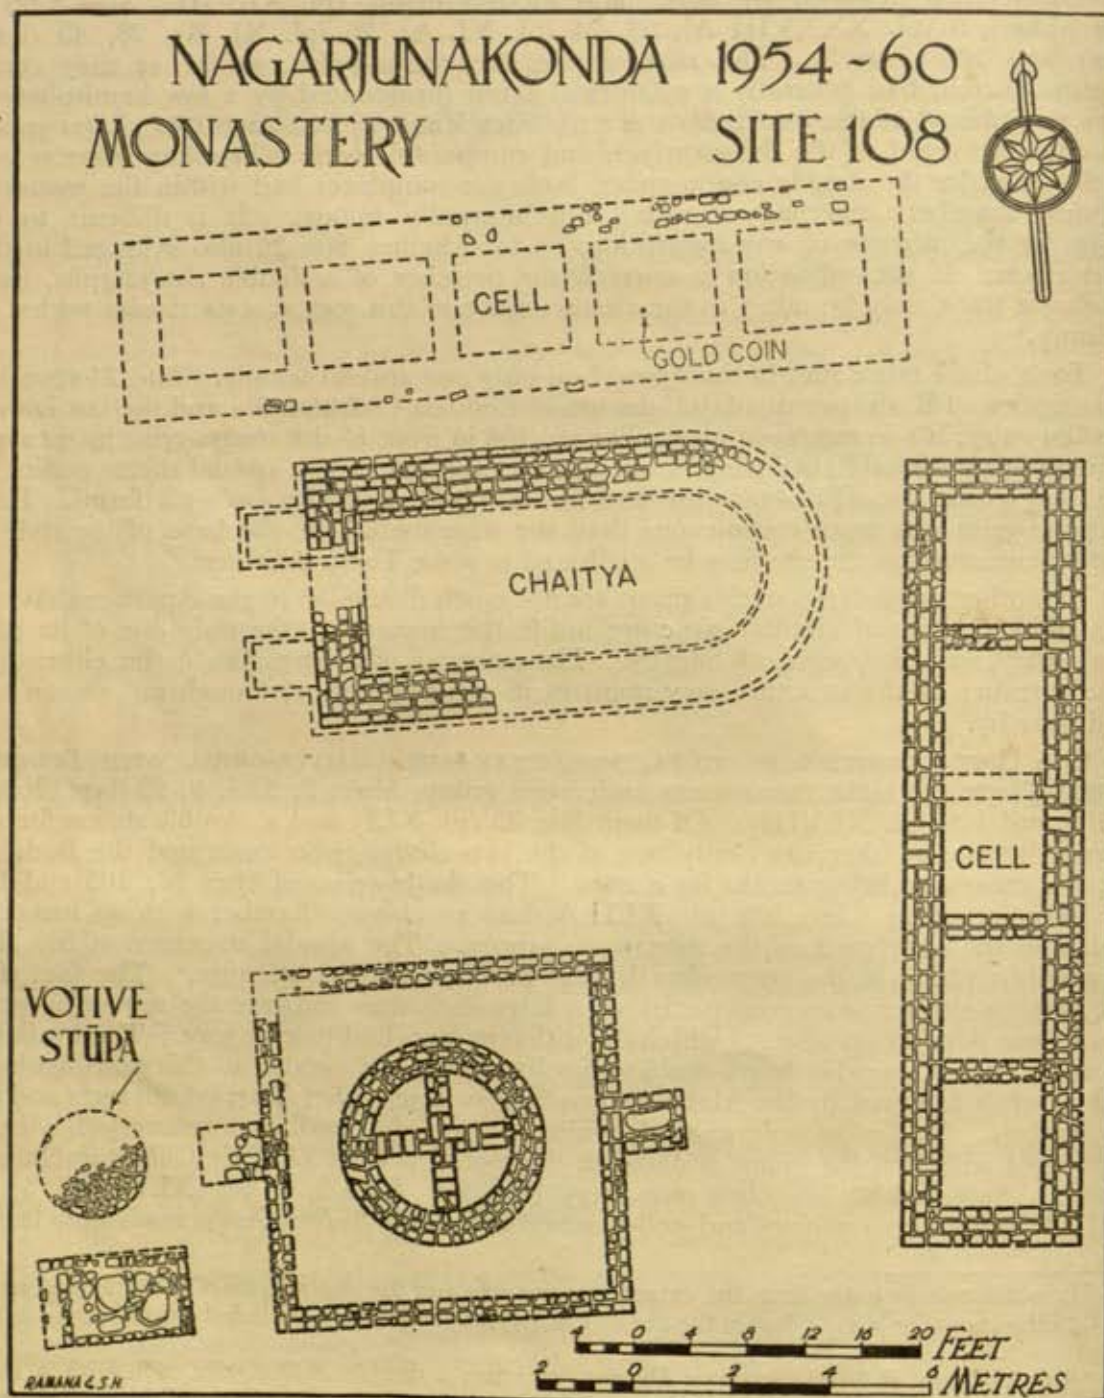 NAGARJUNAKONDA 1954-60
MONASTERY SITE 108
CELL
GOLD COIN
CHAITYA
CELL
VOTIVE
STŪPA
4 0 4 8 12 16 20 FEET
2 0 2 4 6 METRES
RAMANA G.S.H